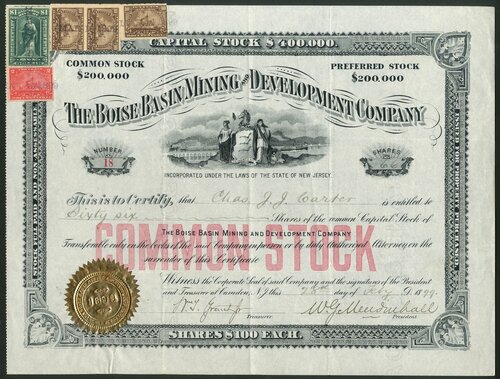 CAPITAL STOCK $400,000.
COMMON STOCK
$200,000
PREFERRED STOCK
$200,000
THE BOISE BASIN MINING AND DEVELOPMENT COMPANY
NUMBER
18
SHARES
INCORPORATED UNDER THE LAWS OF THE STATE OF NEW JERSEY.
This is to Certify, that Chas. J. J. Carter is entitled to
Sixty six Shares of the common Capital Stock of
THE BOISE BASIN MINING AND DEVELOPMENT COMPANY
Transferable only on the books of the said Company in person or by duly Authorized Attorney on the
surrender of this Certificate
COMMON STOCK
Witness the Corporate Seal of said Company and the signatures of the President
and Treasurer at Camden, N.J. this day of 1899.
Treasurer
President
SHARES $100 EACH.